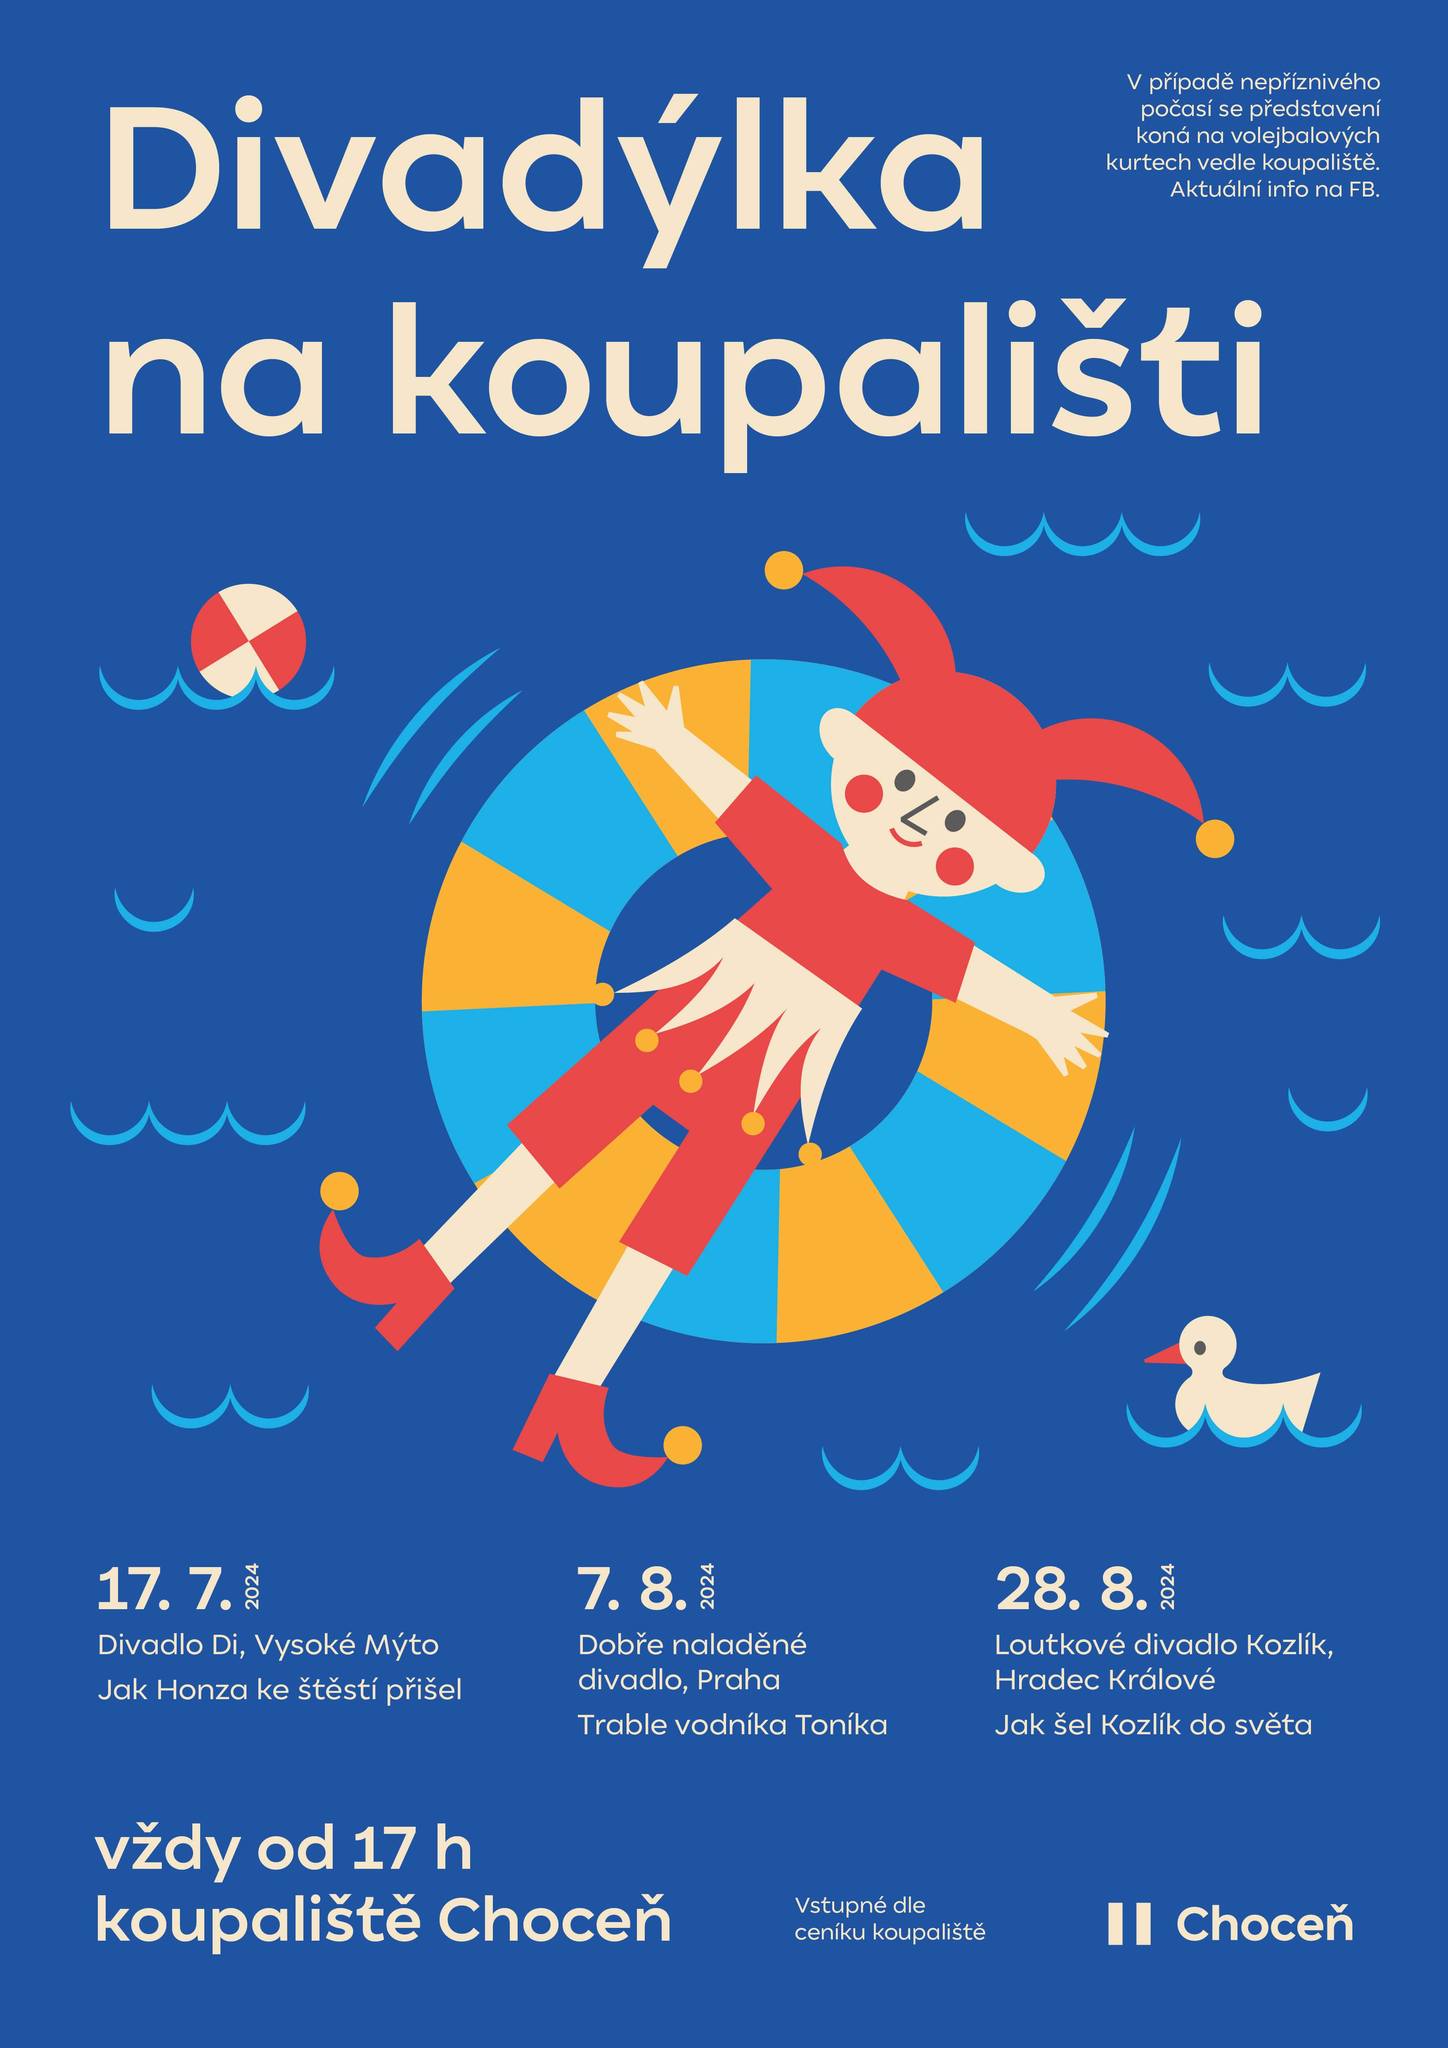 Divadýlka
na koupališti
V případě nepříznivého
počasí se představení
koná na volejbalových
kurtech vedle koupaliště.
Aktuální info na FB.
17. 7. 2024
Divadlo Di, Vysoké Mýto
Jak Honza ke štěstí přišel
7. 8. 2024
Dobře naladěné
divadlo, Praha
Trable vodníka Toníka
28. 8. 2024
Loutkové divadlo Kozlík,
Hradec Králové
Jak šel Kozlík do světa
vždy od 17 h
koupaliště Choceň
Vstupné dle
ceníku koupaliště
Choceň